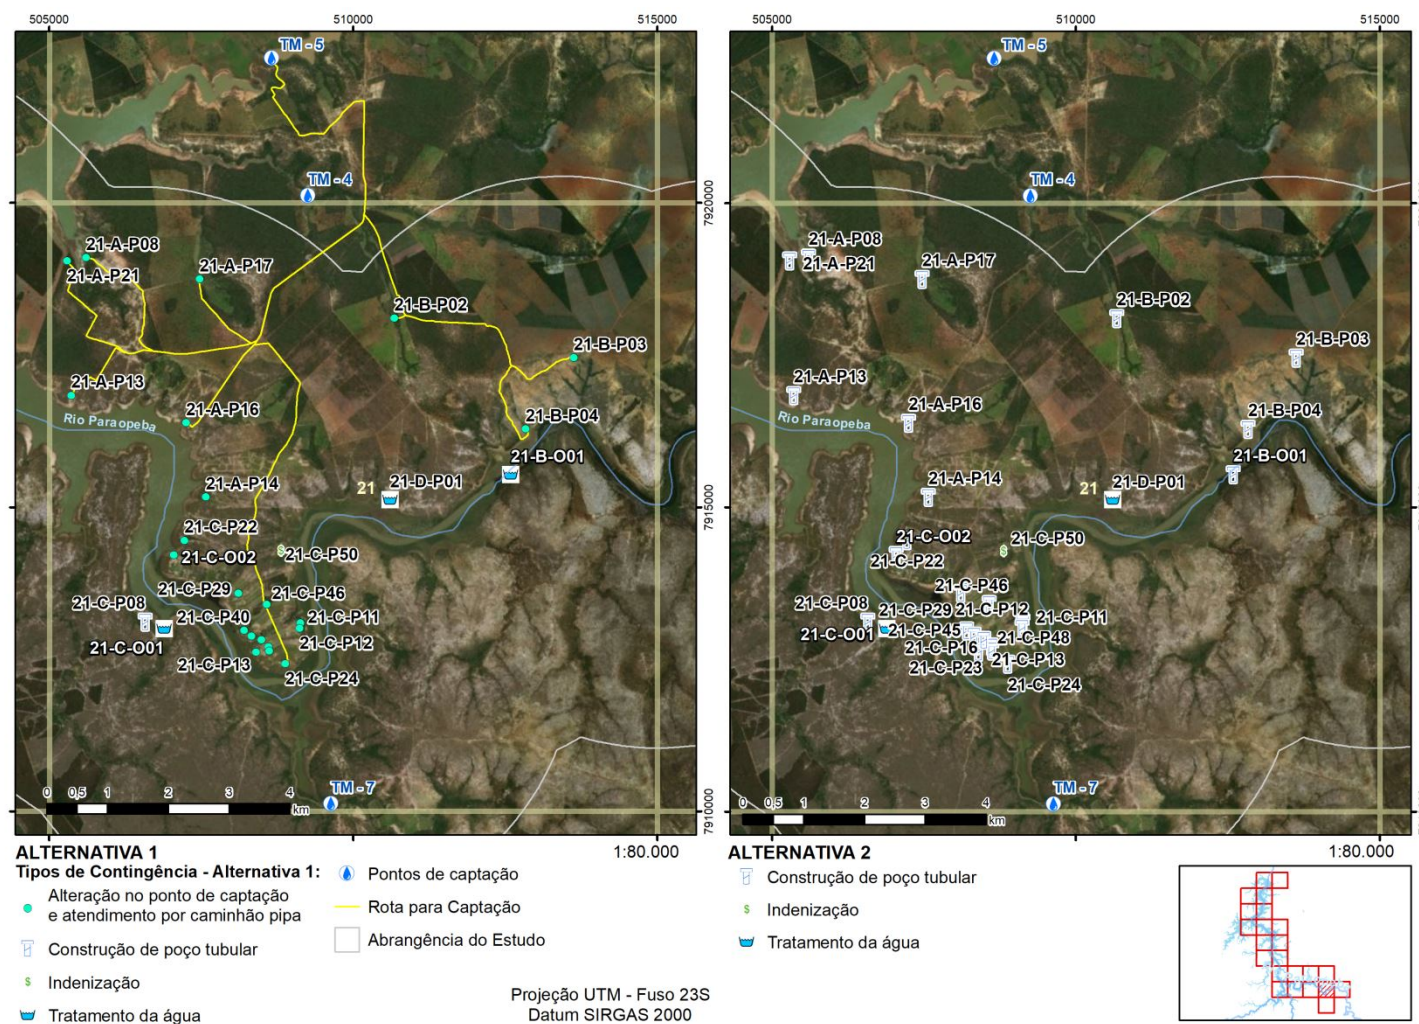 505000
510000
515000
TM - 5
TM - 4
7920000
21-A-P08
21-A-P21
21-A-P17
21-B-P02
21-B-P03
21-A-P13
21-A-P16
Rio Paraopeba
21-B-P04
21-B-O01
21-D-P01
21
21-A-P14
7915000
21-C-P22
21-C-O02
21-C-P50
21-C-P29
21-C-P46
21-C-P08
21-C-P40
21-C-P11
21-C-O01
21-C-P12
21-C-P13
21-C-P24
TM - 7
0 0,5 1 2 3 4
km
7910000
505000
510000
515000
TM - 5
TM - 4
21-A-P08
21-A-P21
21-A-P17
21-B-P02
21-B-P03
21-A-P13
21-A-P16
Rio Paraopeba
21-B-P04
21-B-O01
21-D-P01
21
21-A-P14
21-C-O02
21-C-P22
21-C-P50
21-C-P46
21-C-P08
21-C-P29
21-C-P12
21-C-P11
21-C-O01
21-C-P45
21-C-P48
21-C-P16
21-C-P13
21-C-P23
21-C-P24
TM - 7
0 0,5 1 2 3 4
km
ALTERNATIVA 1
1:80.000
Tipos de Contingência - Alternativa 1:
Alteração no ponto de captação
e atendimento por caminhão pipa
Construção de poço tubular
$ Indenização
Tratamento da água
Pontos de captação
Rota para Captação
Abrangência do Estudo
Projeção UTM - Fuso 23S
Datum SIRGAS 2000
ALTERNATIVA 2
1:80.000
Construção de poço tubular
$ Indenização
Tratamento da água